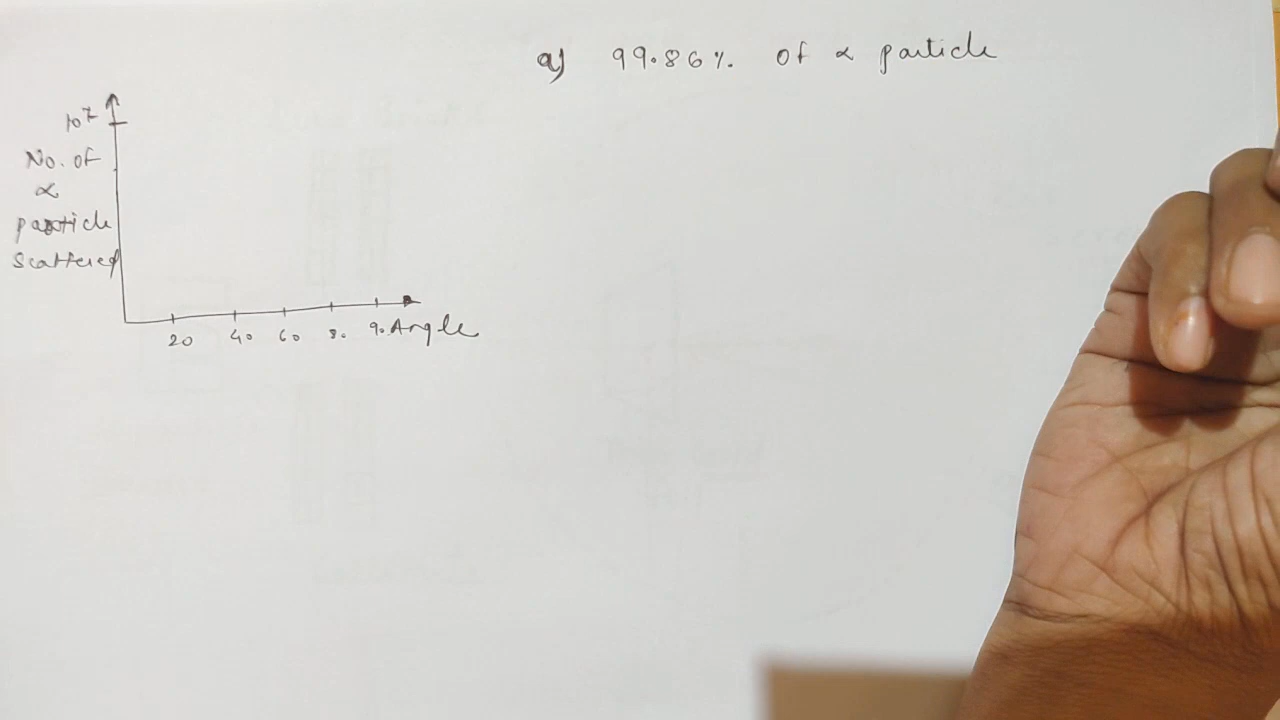 a) 99.86%. of α particle
10⁷
No. of
α
particle
Scattered
20 40 60 80 90 Angle